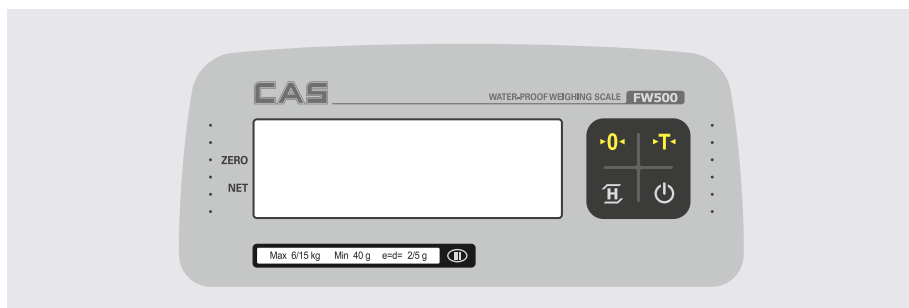 CAS
WATER-PROOF WEIGHING SCALE FW500
ZERO
NET
▸0◂ ▸T◂
H
Max 6/15 kg Min 40 g e=d= 2/5 g III